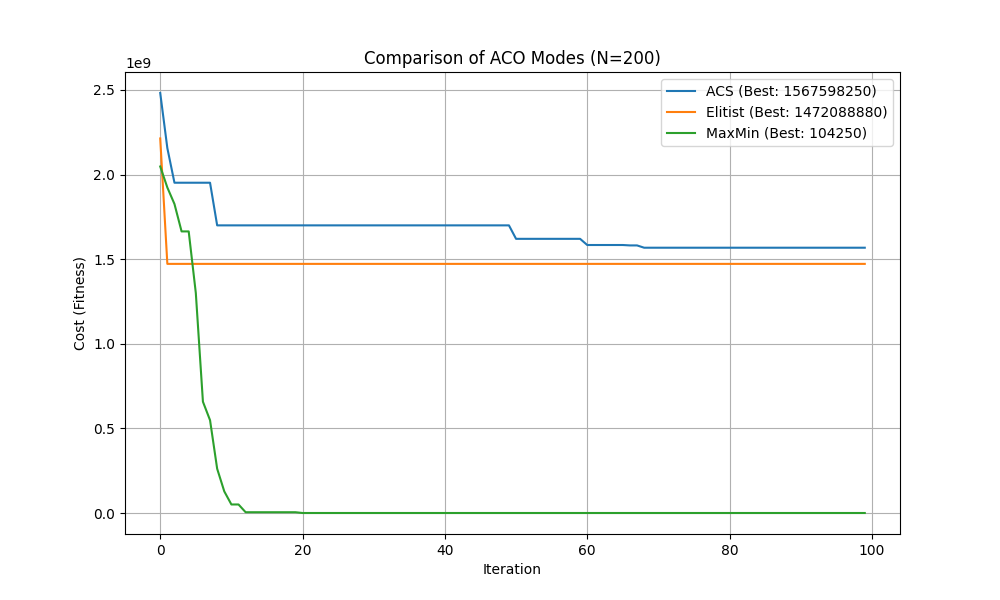 Comparison of ACO Modes (N=200)
1e9
ACS (Best: 1567598250)
Elitist (Best: 1472088880)
MaxMin (Best: 104250)
2.5
2.0
1.5
1.0
0.5
0.0
Cost (Fitness)
0 20 40 60 80 100
Iteration